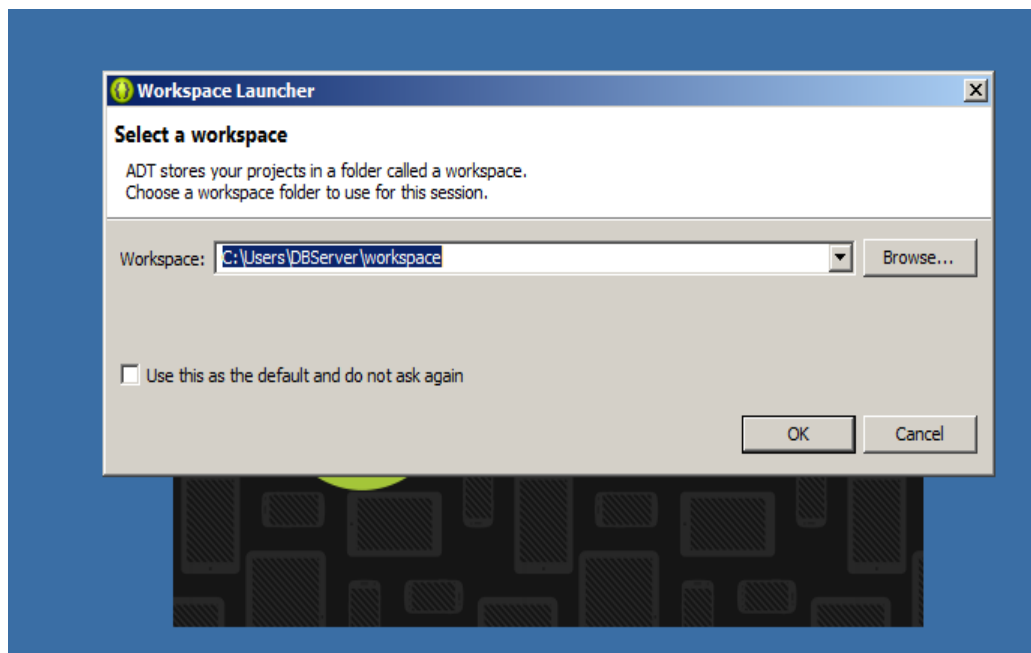 Workspace Launcher
Select a workspace
ADT stores your projects in a folder called a workspace.
Choose a workspace folder to use for this session.
Workspace: C:\Users\DBServer\workspace Browse...
Use this as the default and do not ask again
OK Cancel